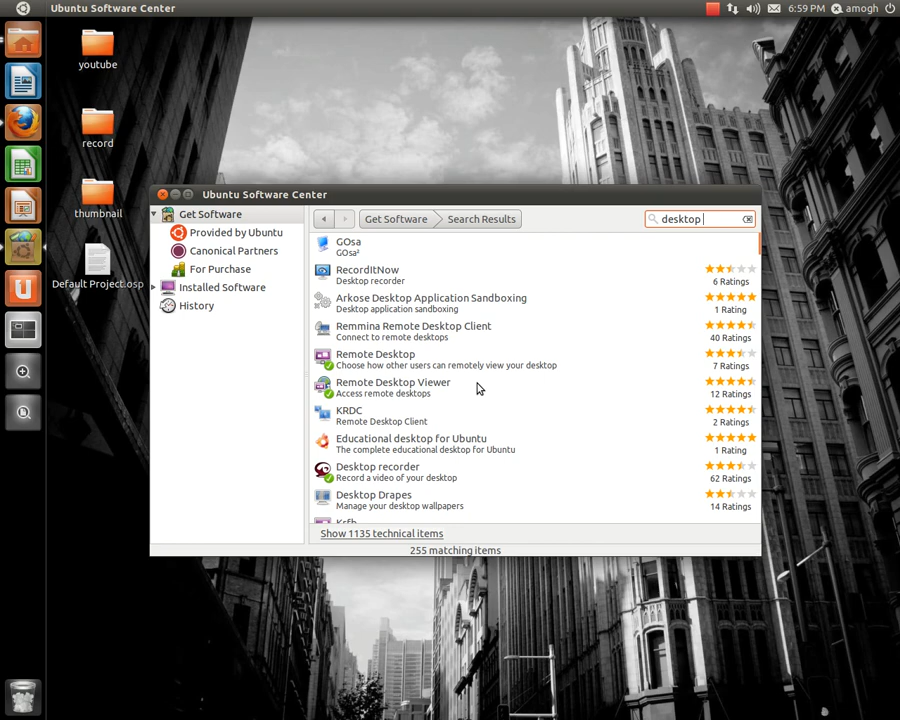 Ubuntu Software Center
6:59 PM
amogh
youtube
record
thumbnail
Default Project.osp
Ubuntu Software Center
Get Software
Provided by Ubuntu
Canonical Partners
For Purchase
Installed Software
History
Get Software
Search Results
desktop
GOsa
GOsa²
RecordItNow
Desktop recorder
6 Ratings
Arkose Desktop Application Sandboxing
Desktop application sandboxing
1 Rating
Remmina Remote Desktop Client
Connect to remote desktops
40 Ratings
Remote Desktop
Choose how other users can remotely view your desktop
7 Ratings
Remote Desktop Viewer
Access remote desktops
12 Ratings
KRDC
Remote Desktop Client
2 Ratings
Educational desktop for Ubuntu
The complete educational desktop for Ubuntu
1 Rating
Desktop recorder
Record a video of your desktop
62 Ratings
Desktop Drapes
Manage your desktop wallpapers
14 Ratings
Krfb
Show 1135 technical items
255 matching items